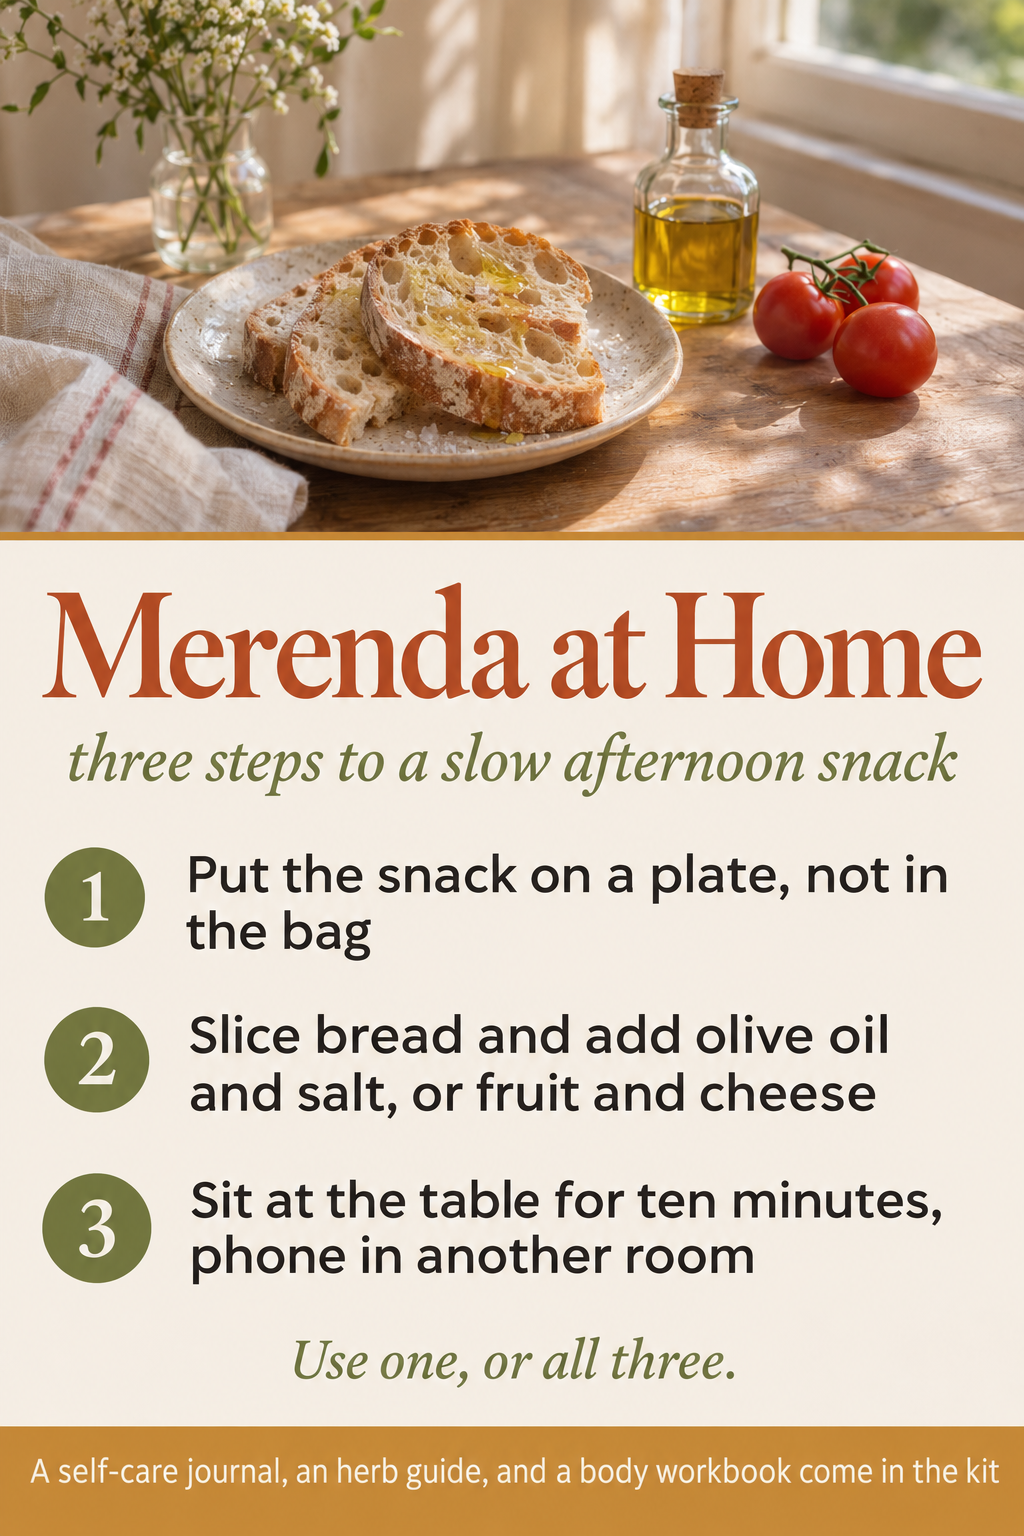 Merenda at Home
three steps to a slow afternoon snack
1
Put the snack on a plate, not in
the bag
2
Slice bread and add olive oil
and salt, or fruit and cheese
3
Sit at the table for ten minutes,
phone in another room
Use one, or all three.
A self-care journal, an herb guide, and a body workbook come in the kit